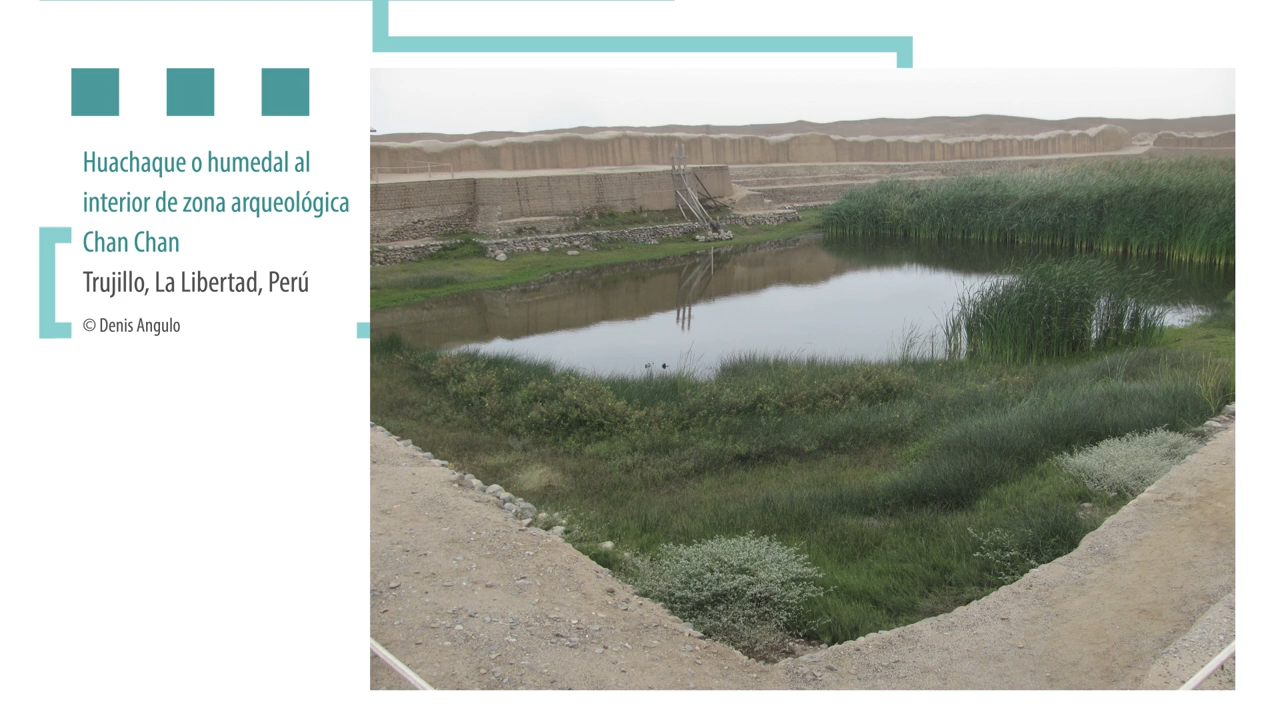 Huachaque o humedal al
interior de zona arqueológica
Chan Chan
Trujillo, La Libertad, Perú
© Denis Angulo